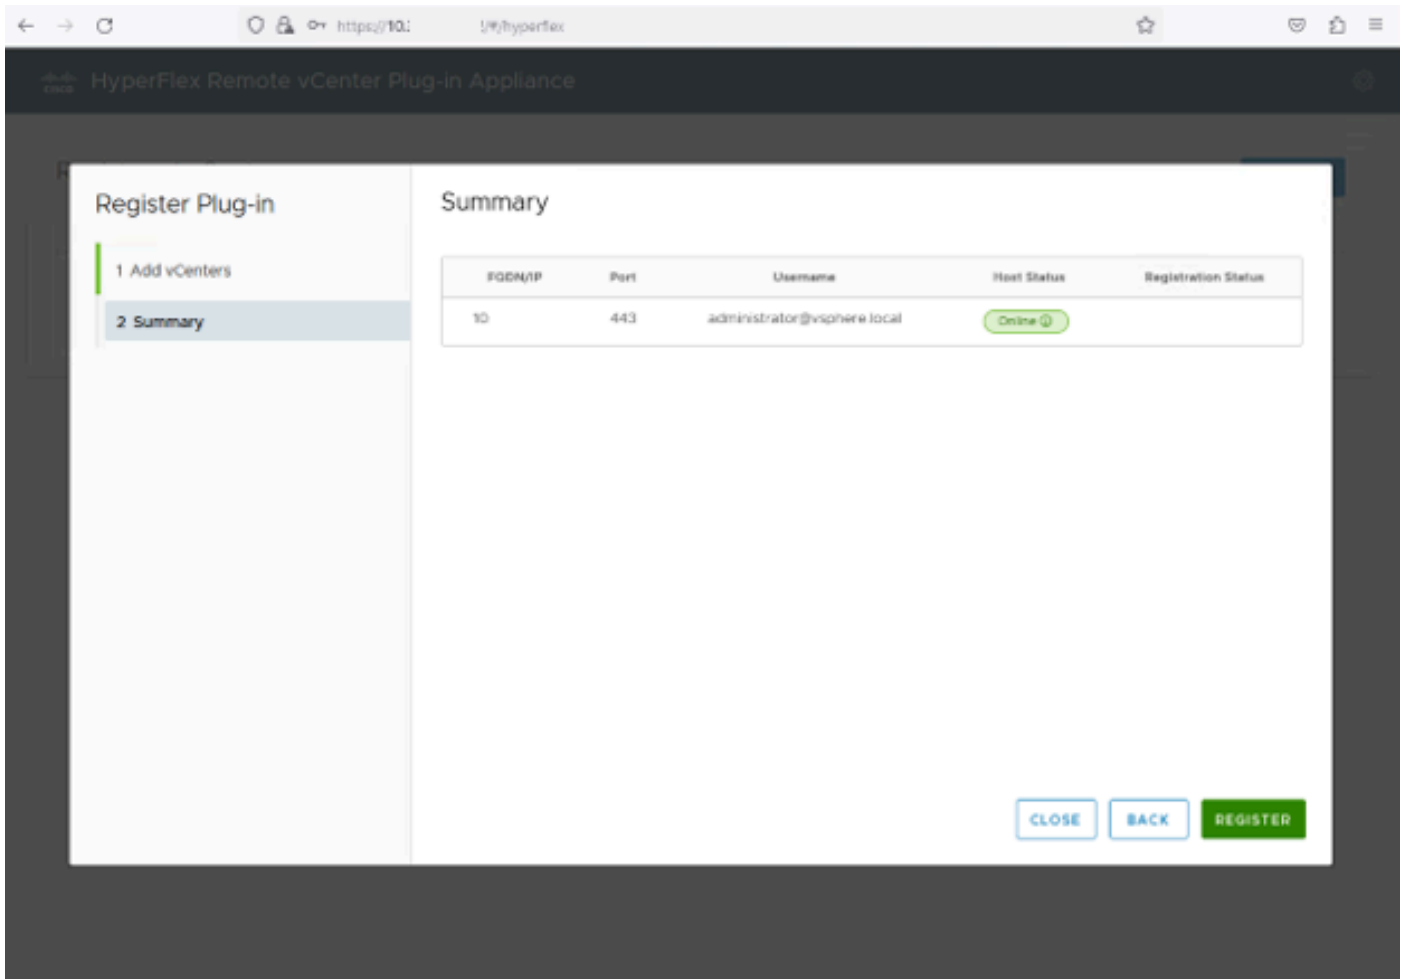 https://10.
!/#/hyperflex
CISCO HyperFlex Remote vCenter Plug-in Appliance
Register Plug-in
1 Add vCenters
2 Summary
Summary
FQDN/IP Port Username Host Status Registration Status
10 443 administrator@vsphere.local Online
CLOSE BACK REGISTER